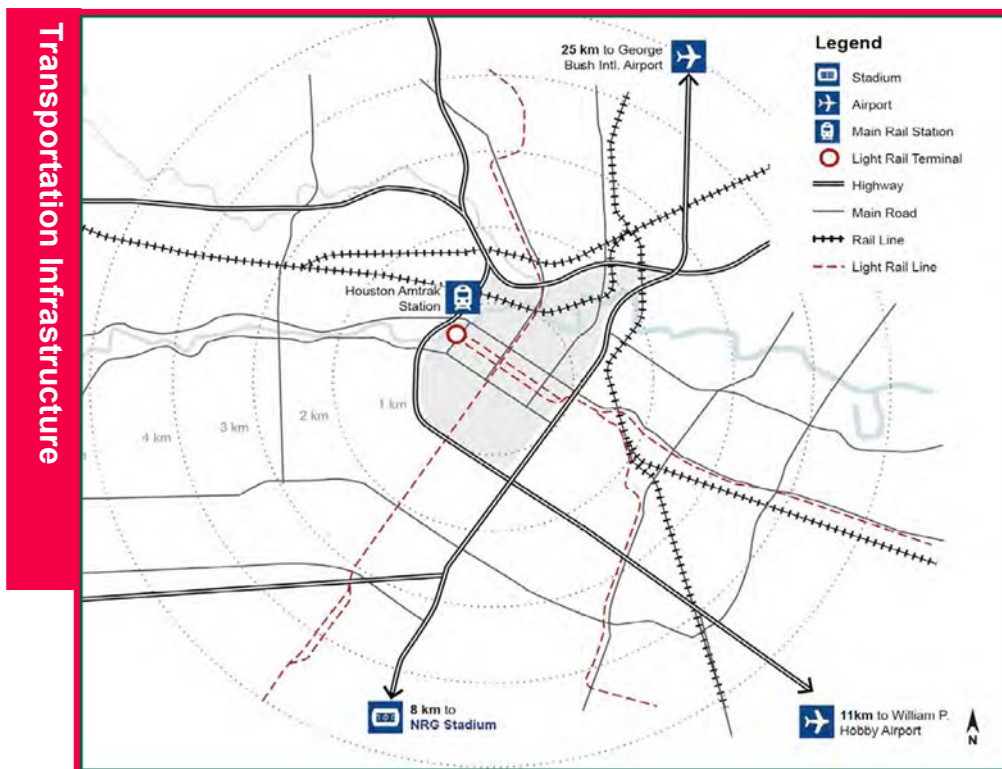 Transportation Infrastructure
25 km to George
Bush Intl. Airport
Legend
Stadium
Airport
Main Rail Station
Light Rail Terminal
Highway
Main Road
Rail Line
Light Rail Line
Houston Amtrak
Station
1 km
2 km
3 km
4 km
8 km to
NRG Stadium
11km to William P.
Hobby Airport
N